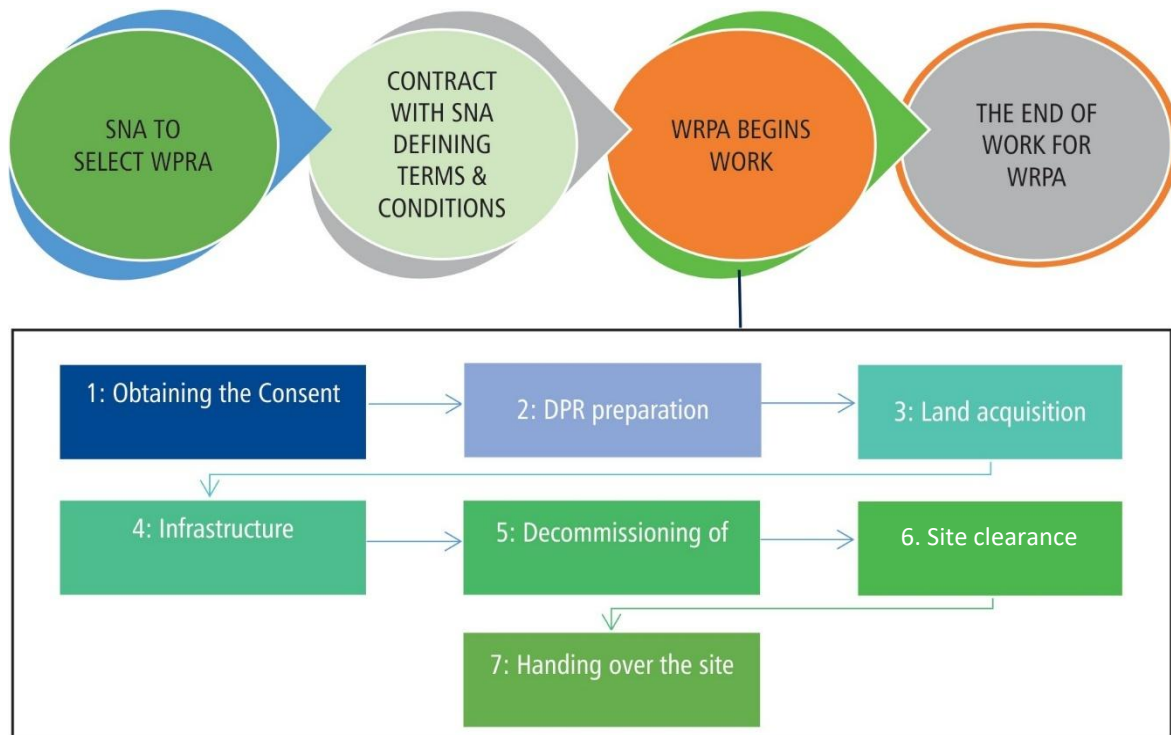 SNA TO
SELECT WPRA
CONTRACT
WITH SNA
DEFINING
TERMS &
CONDITIONS
WRPA BEGINS
WORK
THE END OF
WORK FOR
WRPA
1: Obtaining the Consent
2: DPR preparation
3: Land acquisition
4: Infrastructure
5: Decommissioning of
6. Site clearance
7: Handing over the site